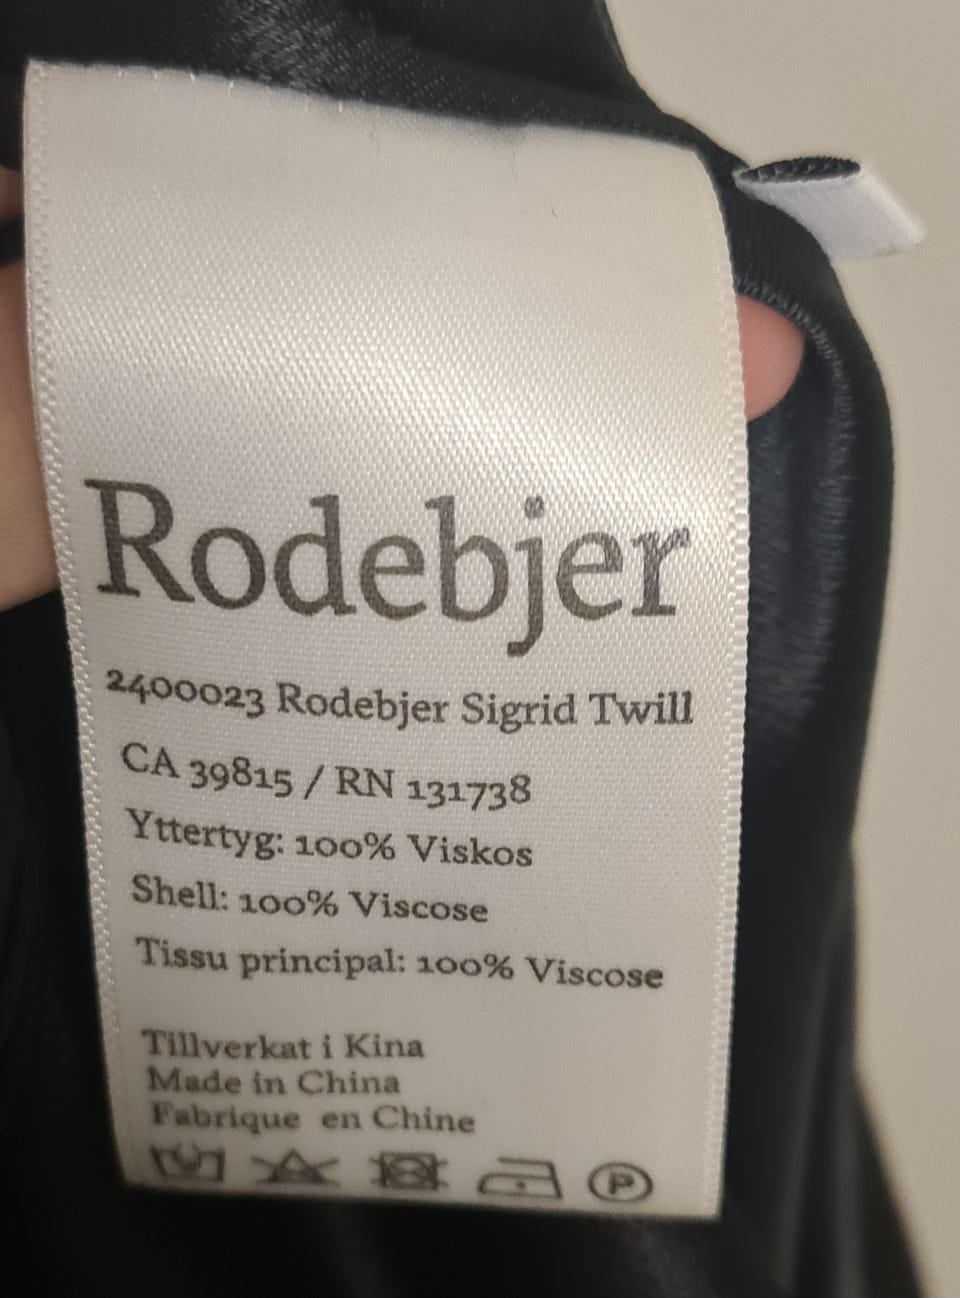 Rodebjer
2400023 Rodebjer Sigrid Twill
CA 39815 / RN 131738
Yttertyg: 100% Viskos
Shell: 100% Viscose
Tissu principal: 100% Viscose
Tillverkat i Kina
Made in China
Fabrique en Chine
P